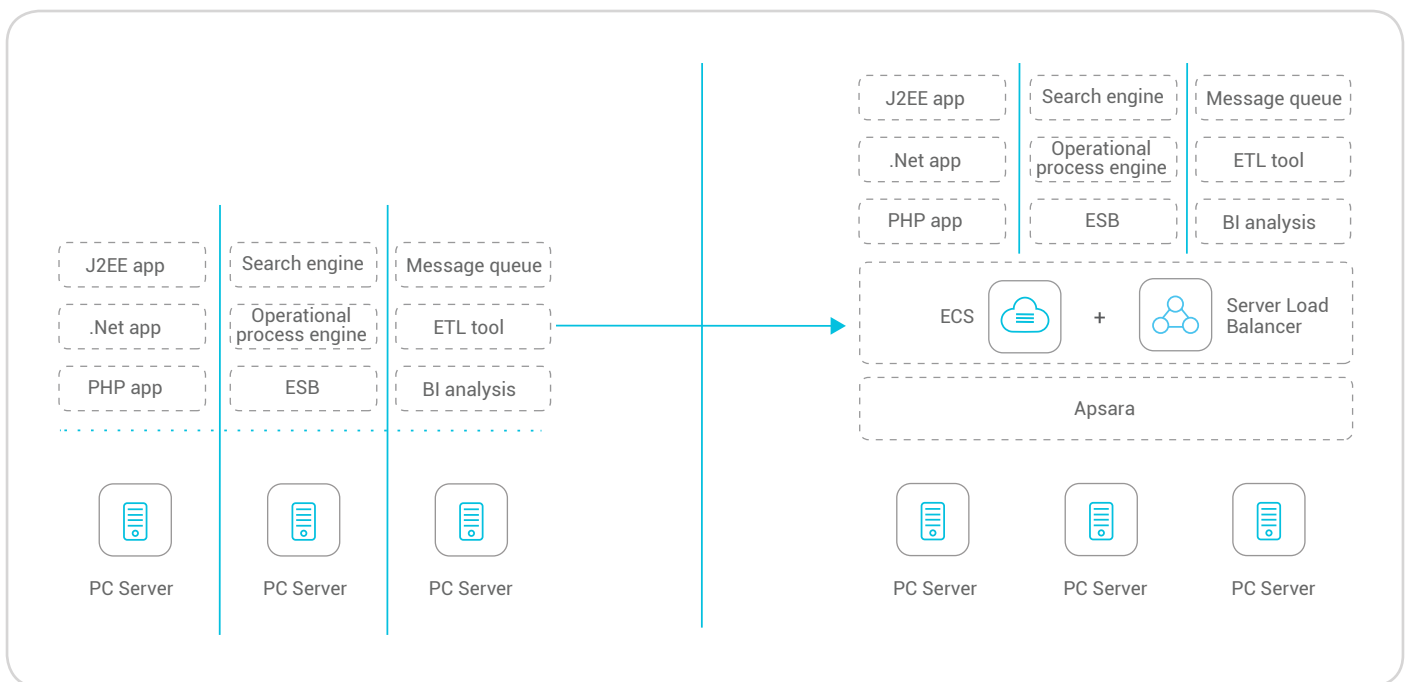 J2EE app
Search engine
Message queue
.Net app
Operational
process engine
ETL tool
PHP app
ESB
BI analysis
PC Server
PC Server
PC Server
J2EE app
Search engine
Message queue
.Net app
Operational
process engine
ETL tool
PHP app
ESB
BI analysis
ECS
+
Server Load
Balancer
Apsara
PC Server
PC Server
PC Server